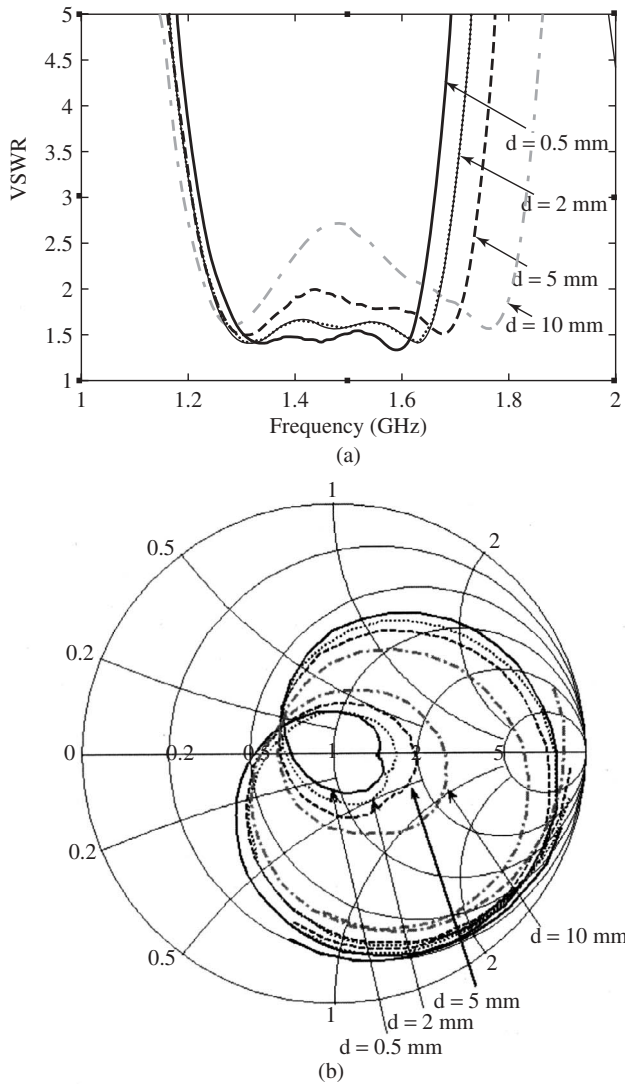 5
4.5
4
3.5
3
2.5
2
1.5
1
VSWR
d = 0.5 mm
d = 2 mm
d = 5 mm
d = 10 mm
1 1.2 1.4 1.6 1.8 2
Frequency (GHz)
(a)
1
0.5 2
0.2
0 0.2 0.5 1 2 5
0.2
0.5 2
1
d = 10 mm
d = 5 mm
d = 2 mm
d = 0.5 mm
(b)